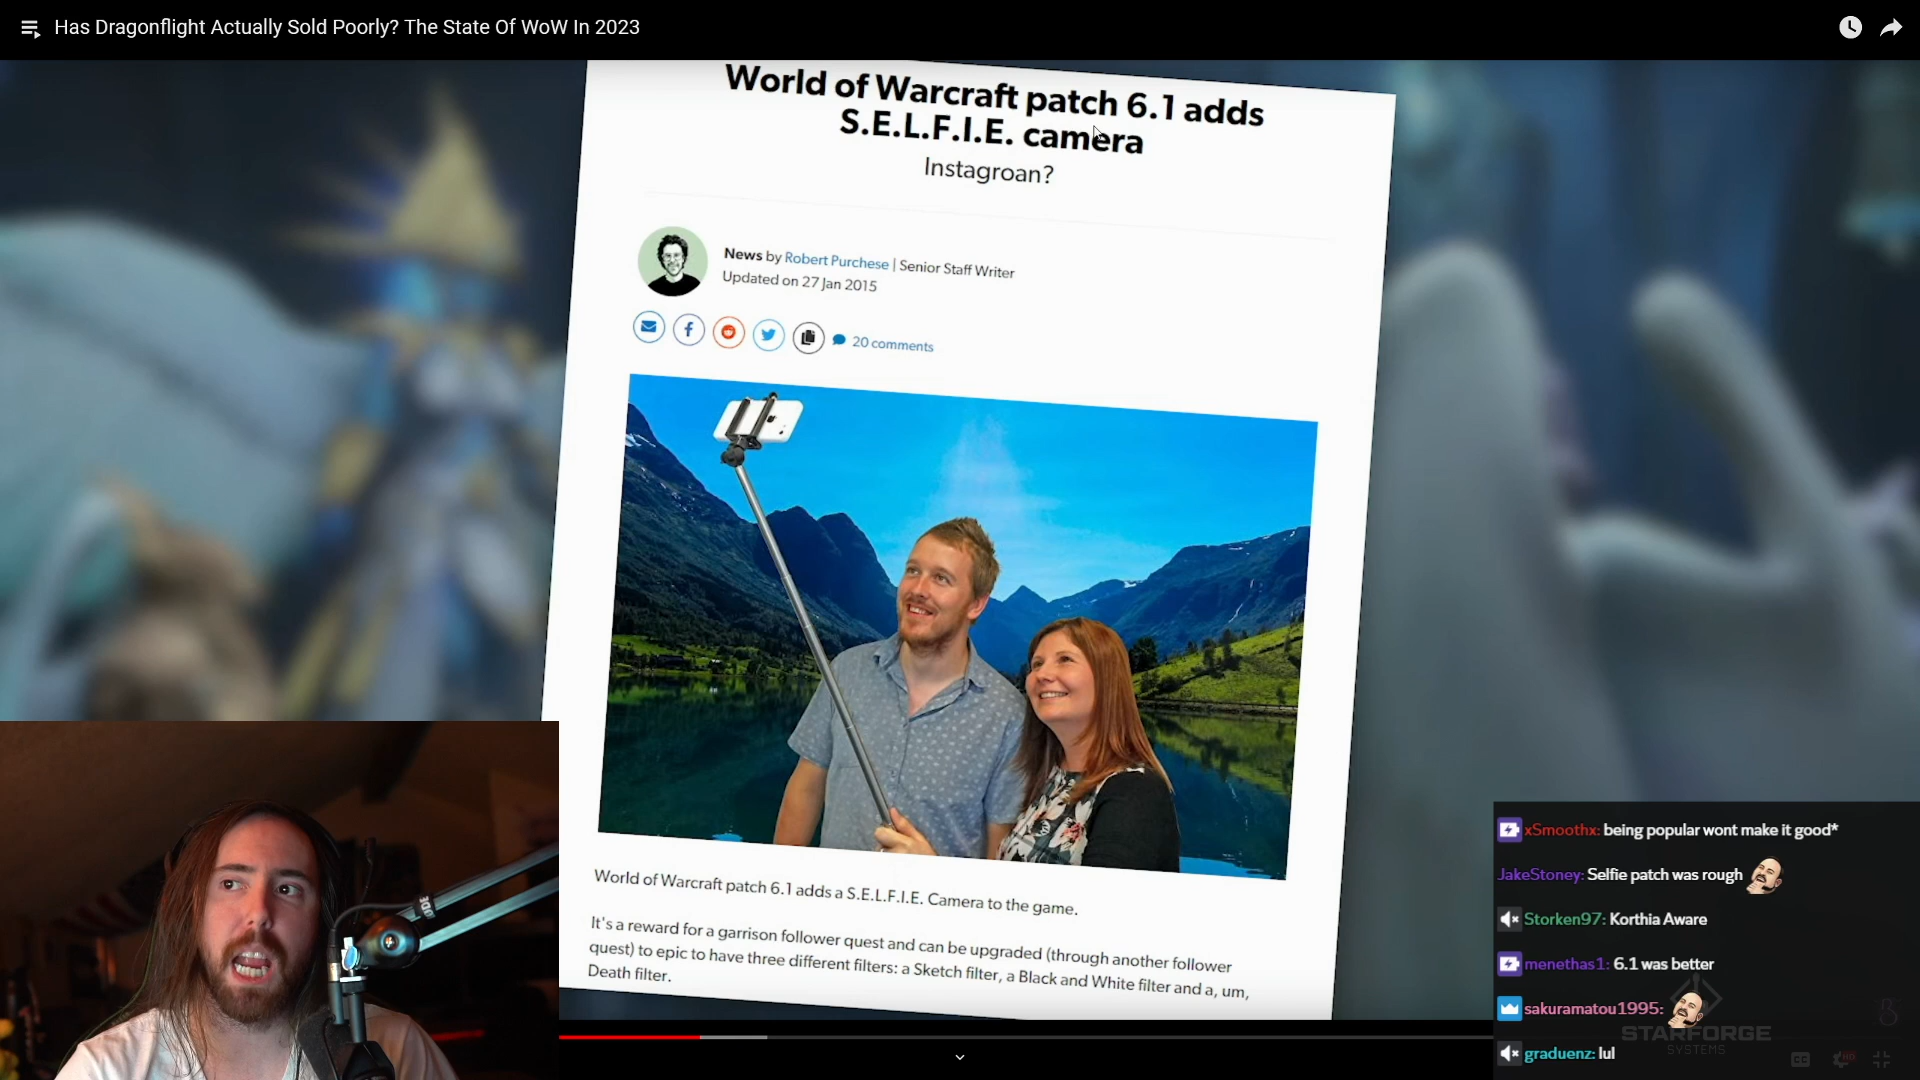 Has Dragonflight Actually Sold Poorly? The State Of WoW In 2023
World of Warcraft patch 6.1 adds
S.E.L.F.I.E. camera
Instagroan?
News by Robert Purchese | Senior Staff Writer
Updated on 27 Jan 2015
20 comments
World of Warcraft patch 6.1 adds a S.E.L.F.I.E. Camera to the game.
It's a reward for a garrison follower quest and can be upgraded (through another follower
quest) to epic to have three different filters: a Sketch filter, a Black and White filter and a, um,
Death filter.
xSmoothx: being popular wont make it good*
JakeStoney: Selfie patch was rough
Storken97: Korthia Aware
menethas1: 6.1 was better
sakuramatou1995:
graduenz: lul
STARFORGE
SYSTEMS
CC
HD